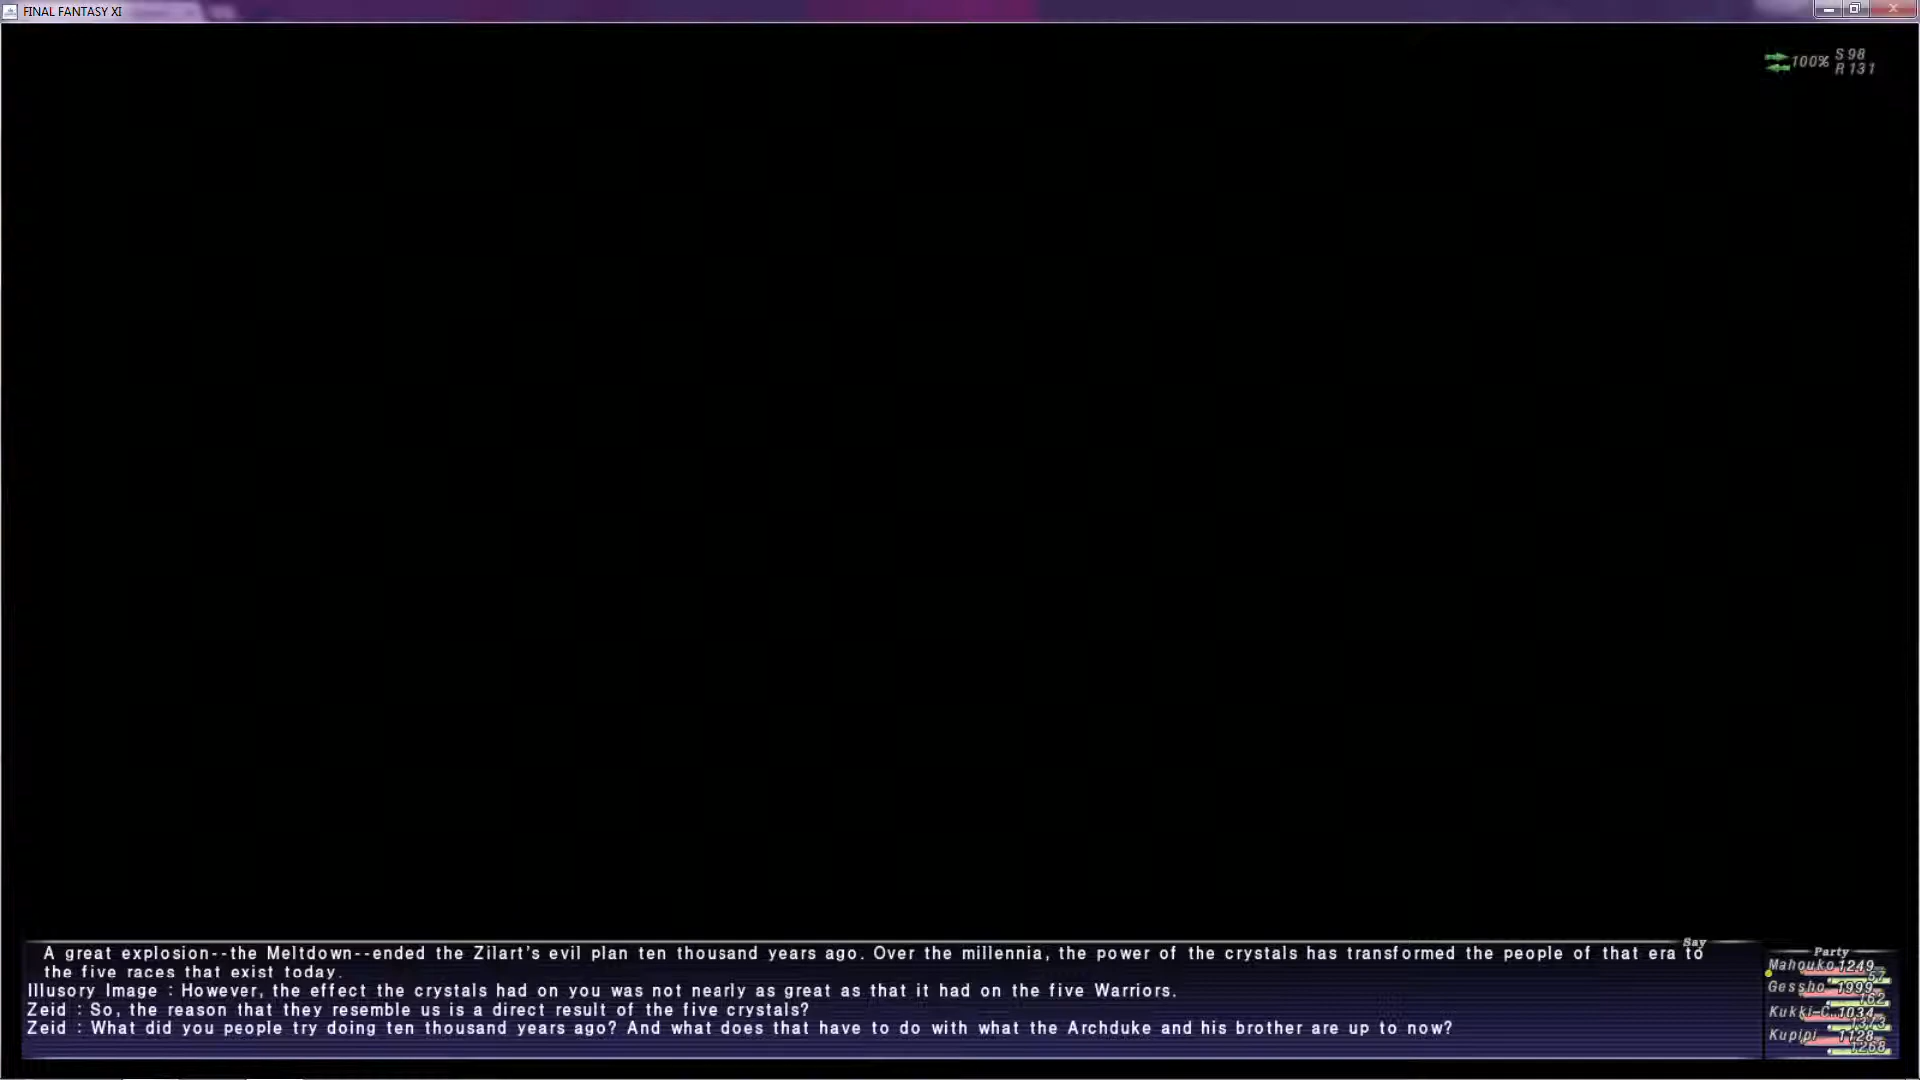 FINAL FANTASY XI
100% S 98
R 131
Say
A great explosion--the Meltdown--ended the Zilart's evil plan ten thousand years ago. Over the millennia, the power of the crystals has transformed the people of that era to
the five races that exist today.
Illusory Image : However, the effect the crystals had on you was not nearly as great as that it had on the five Warriors.
Zeid : So, the reason that they resemble us is a direct result of the five crystals?
Zeid : What did you people try doing ten thousand years ago? And what does that have to do with what the Archduke and his brother are up to now?
Party
Mahouko 1249
57
Gessho 1999
162
Kukki-C 1034
1373
Kupipi 1128
1268